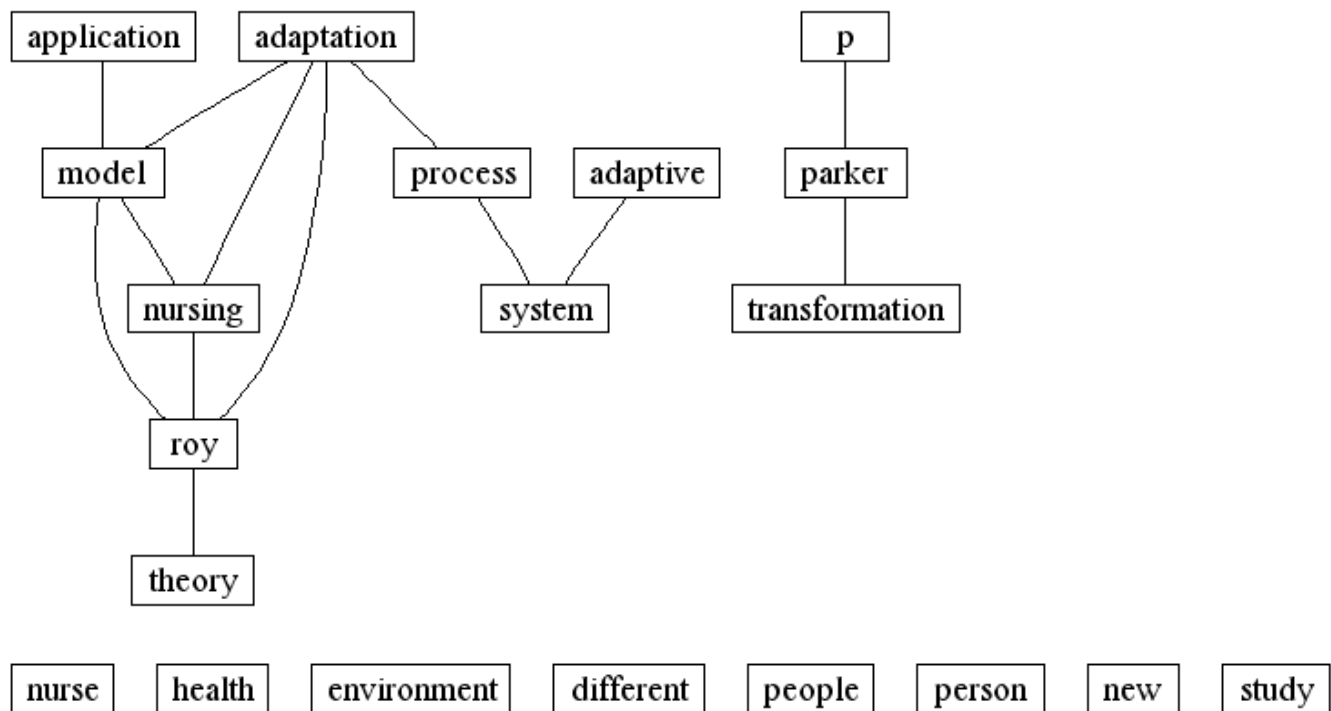 application adaptation p
model process adaptive parker
nursing system transformation
roy
theory
nurse health environment different people person new study